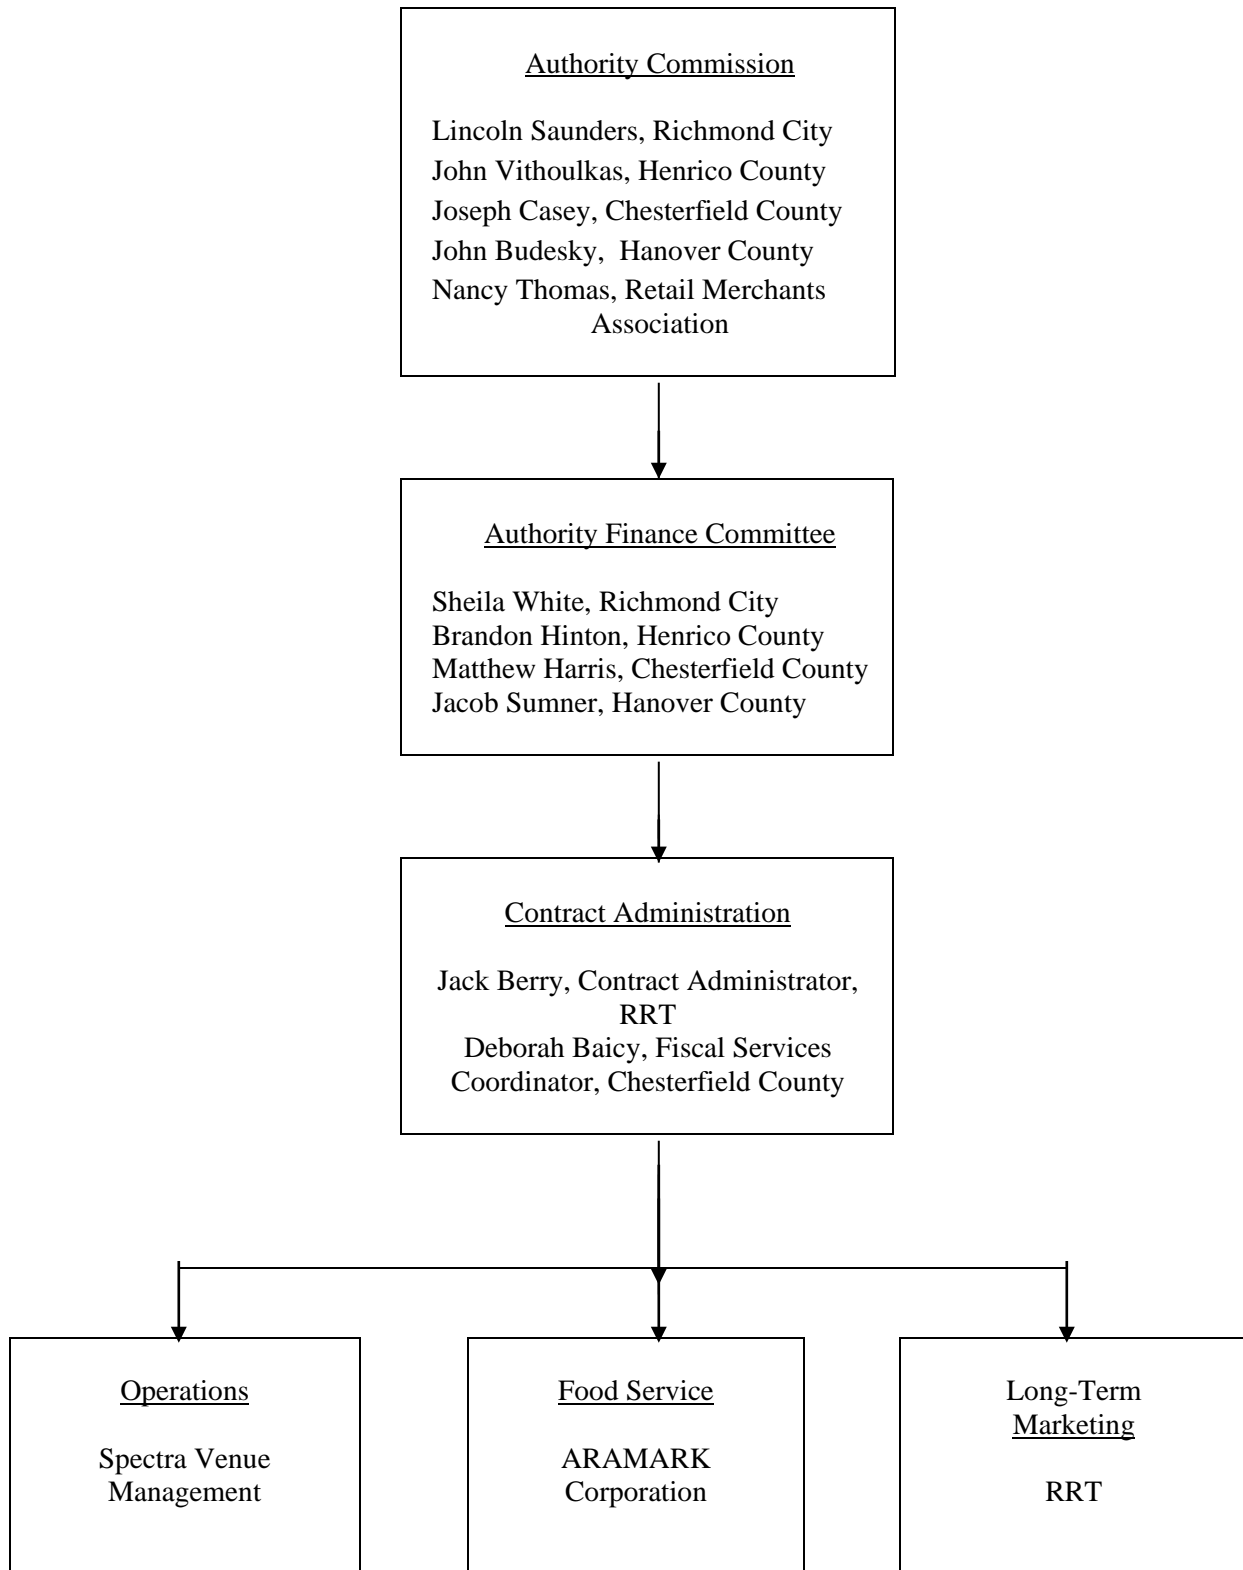 Authority Commission
Lincoln Saunders, Richmond City
John Vithoulkas, Henrico County
Joseph Casey, Chesterfield County
John Budesky,  Hanover County
Nancy Thomas, Retail Merchants
Association
Authority Finance Committee
Sheila White, Richmond City
Brandon Hinton, Henrico County
Matthew Harris, Chesterfield County
Jacob Sumner, Hanover County
Contract Administration
Jack Berry, Contract Administrator,
RRT
Deborah Baicy, Fiscal Services
Coordinator, Chesterfield County
Operations
Spectra Venue
Management
Food Service
ARAMARK
Corporation
Long-Term
Marketing
RRT